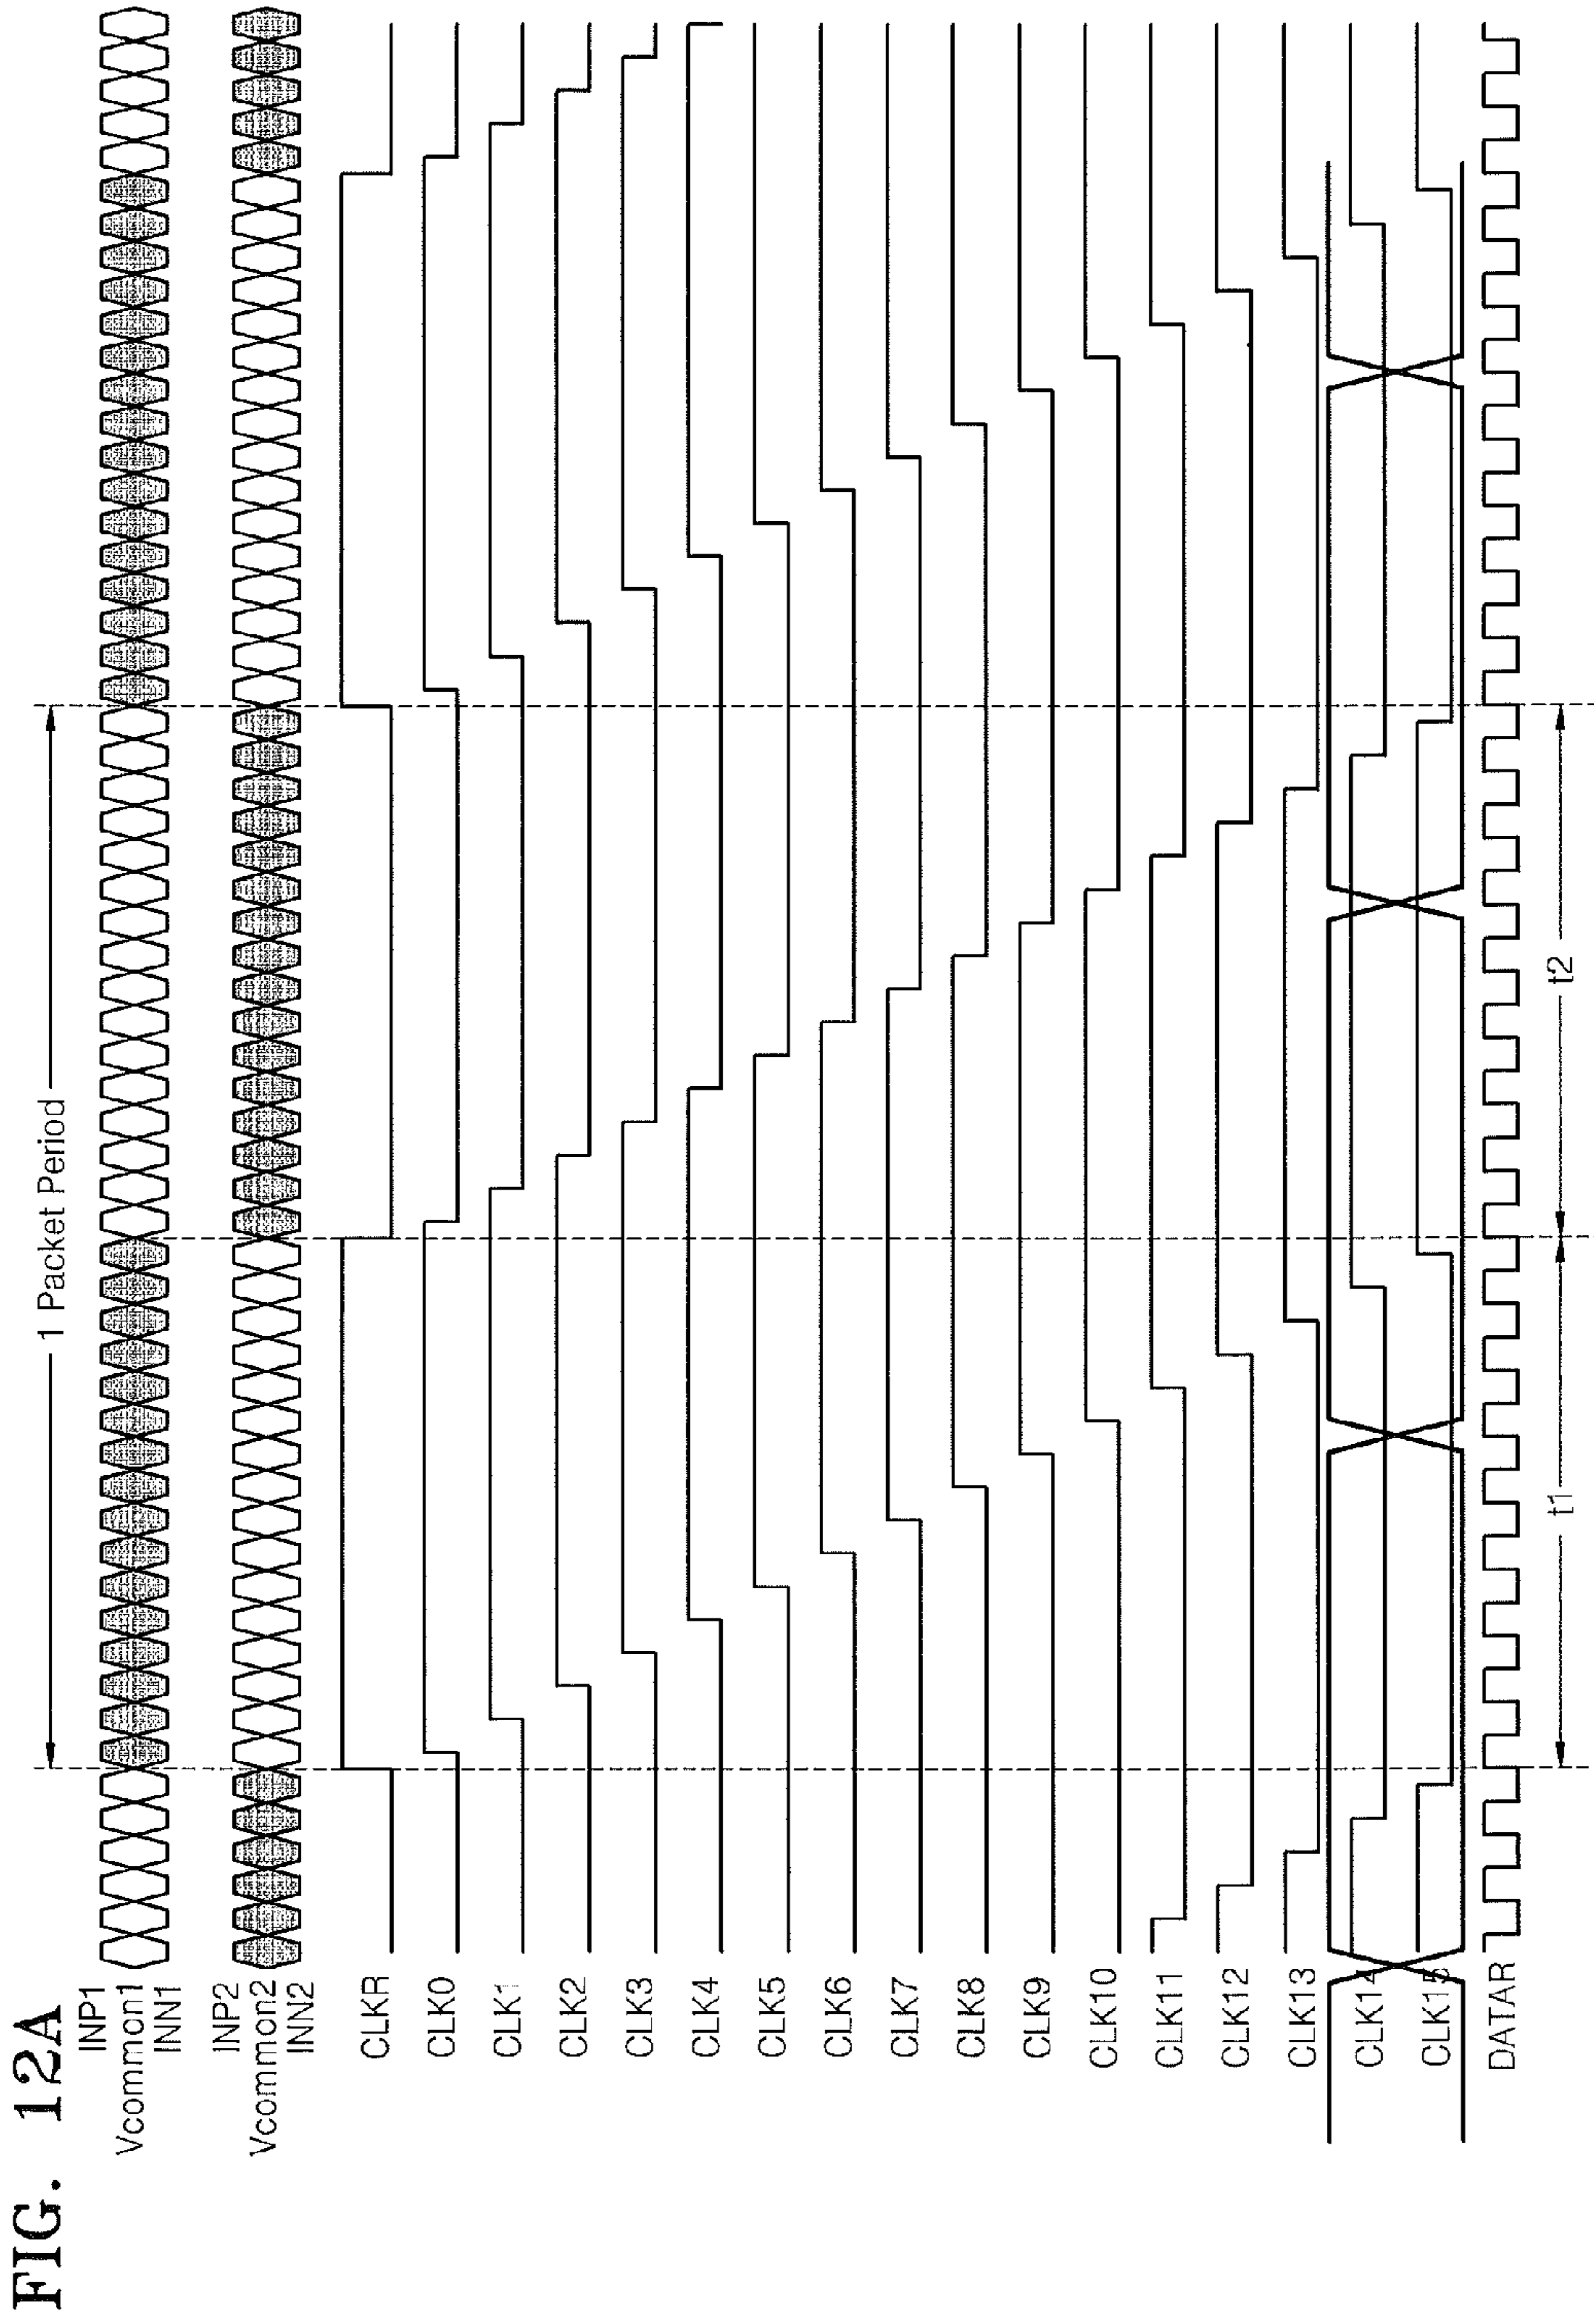 FIG. 12A
1 Packet Period
INP1
Vcommon1
INN1
INP2
Vcommon2
INN2
CLKR
CLK0
CLK1
CLK2
CLK3
CLK4
CLK5
CLK6
CLK7
CLK8
CLK9
CLK10
CLK11
CLK12
CLK13
CLK14
CLK15
DATAR
t1
t2